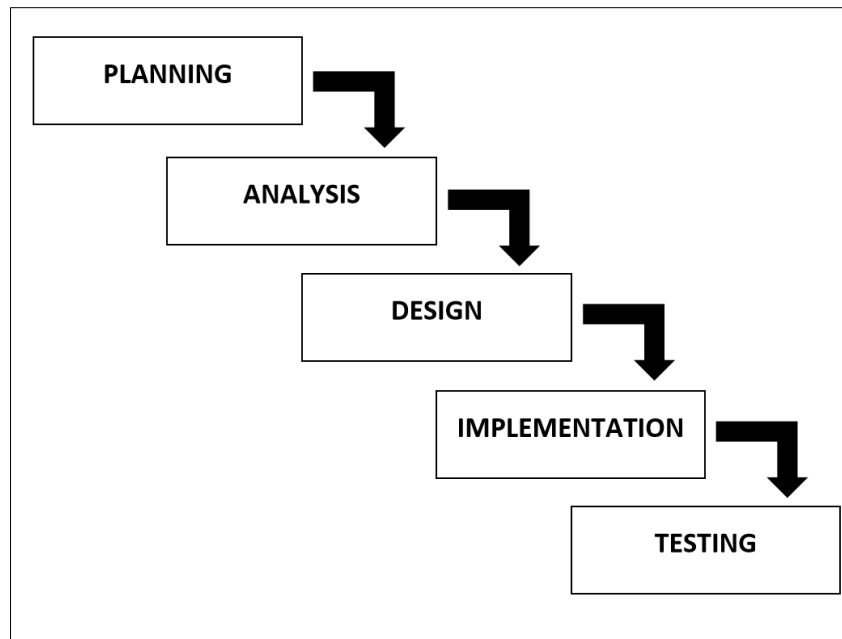 PLANNING
ANALYSIS
DESIGN
IMPLEMENTATION
TESTING